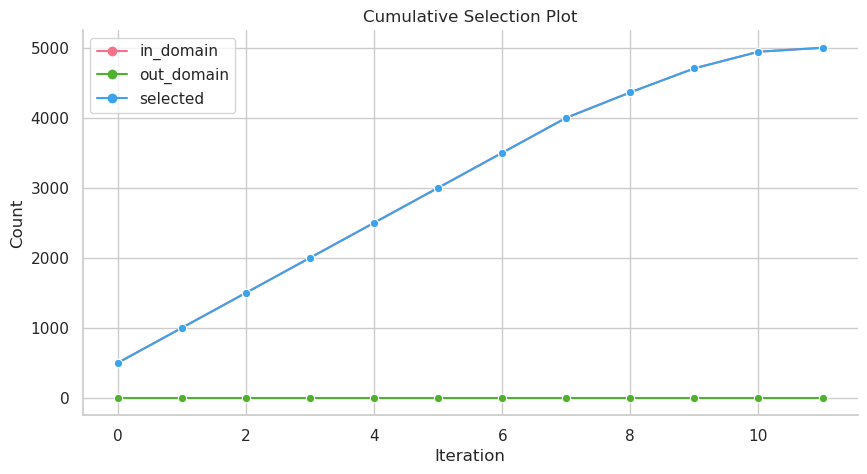 Cumulative Selection Plot
in_domain
out_domain
selected
5000
4000
3000
2000
1000
0
Count
0 2 4 6 8 10
Iteration